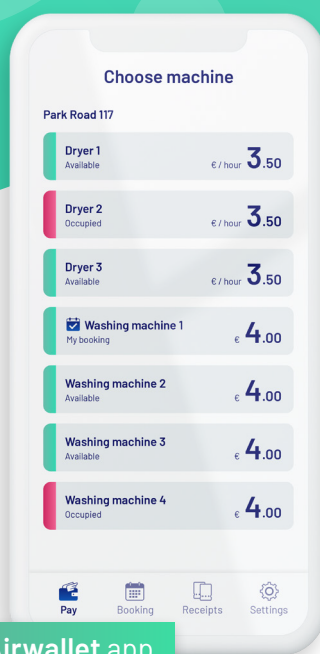 Choose machine
Park Road 117
Dryer 1
Available
€ / hour 3.50
Dryer 2
Occupied
€ / hour 3.50
Dryer 3
Available
€ / hour 3.50
Washing machine 1
My booking
€ 4.00
Washing machine 2
Available
€ 4.00
Washing machine 3
Available
€ 4.00
Washing machine 4
Occupied
€ 4.00
Pay Booking Receipts Settings
irwallet app